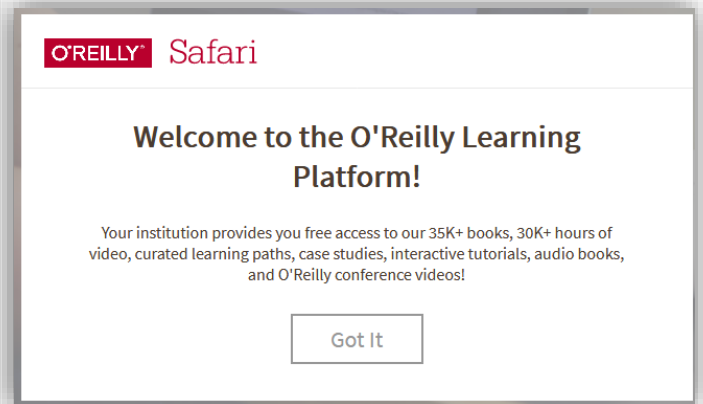 O'REILLY® Safari
Welcome to the O'Reilly Learning
Platform!
Your institution provides you free access to our 35K+ books, 30K+ hours of
video, curated learning paths, case studies, interactive tutorials, audio books,
and O'Reilly conference videos!
Got It